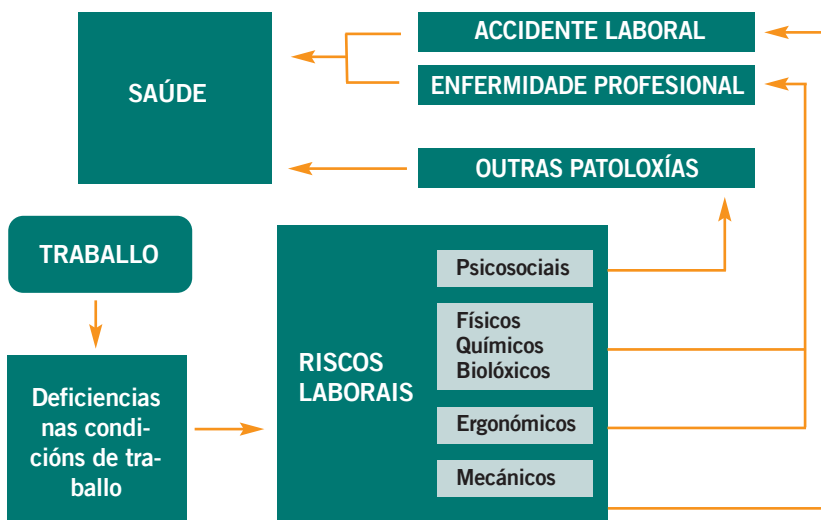 SAÚDE
ACCIDENTE LABORAL
ENFERMIDADE PROFESIONAL
OUTRAS PATOLOXÍAS
TRABALLO
Deficiencias
nas condi-
cións de tra-
ballo
RISCOS
LABORAIS
Psicosociais
Físicos
Químicos
Biolóxicos
Ergonómicos
Mecánicos